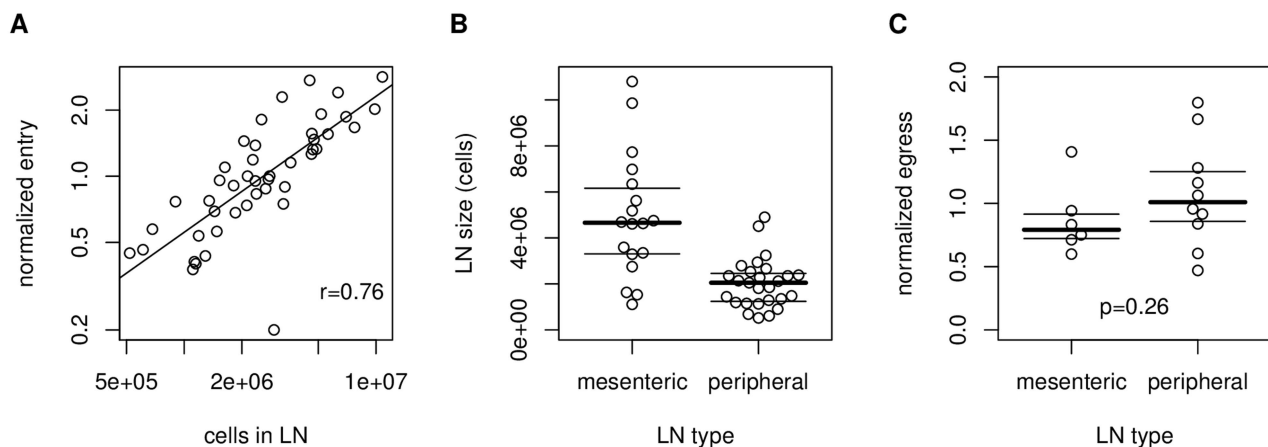 A
normalized entry
0.2
0.5
1.0
2.0
r=0.76
5e+05
2e+06
1e+07
cells in LN
B
LN size (cells)
0e+00
4e+06
8e+06
mesenteric
peripheral
LN type
C
normalized egress
0.0
0.5
1.0
1.5
2.0
p=0.26
mesenteric
peripheral
LN type